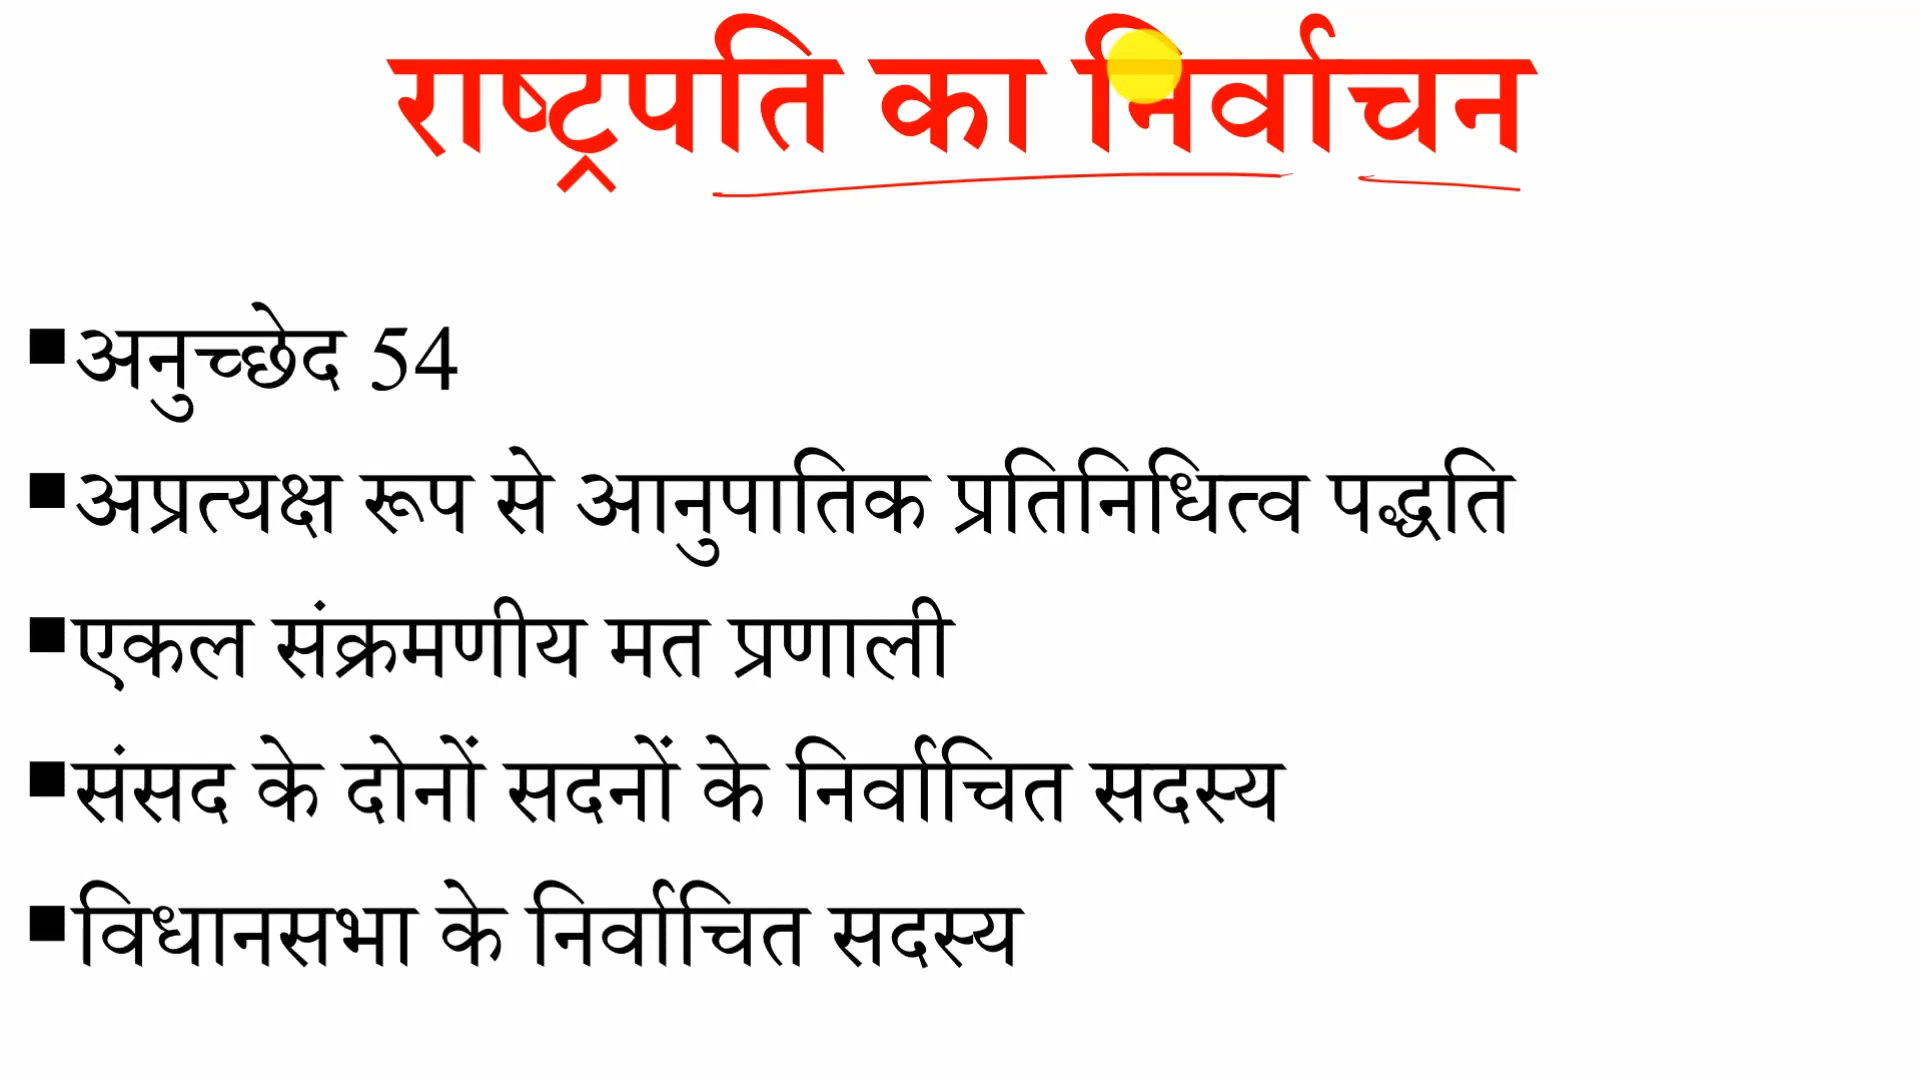 राष्ट्रपति का निर्वाचन
▪अनुच्छेद 54
▪अप्रत्यक्ष रूप से आनुपातिक प्रतिनिधित्व पद्धति
▪एकल संक्रमणीय मत प्रणाली
▪संसद के दोनों सदनों के निर्वाचित सदस्य
▪विधानसभा के निर्वाचित सदस्य